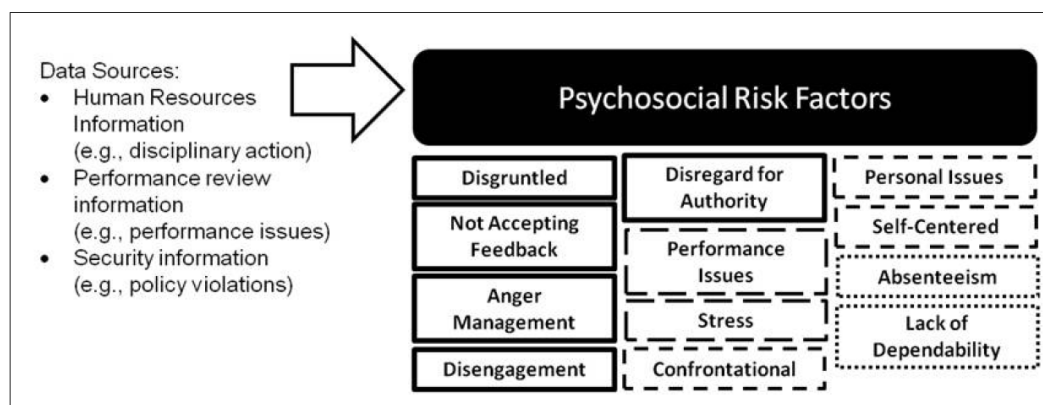 Data Sources:
• Human Resources
Information
(e.g., disciplinary action)
• Performance review
information
(e.g., performance issues)
• Security information
(e.g., policy violations)
Psychosocial Risk Factors
Disgruntled
Not Accepting
Feedback
Anger
Management
Disengagement
Disregard for
Authority
Performance
Issues
Stress
Confrontational
Personal Issues
Self-Centered
Absenteeism
Lack of
Dependability